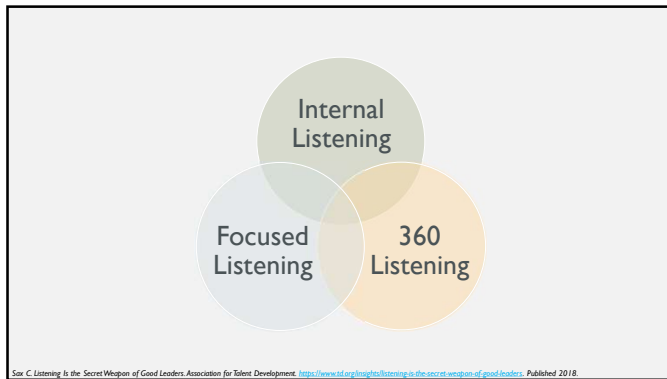 Internal
Listening
Focused
Listening
360
Listening
Sax C. Listening Is the Secret Weapon of Good Leaders. Association for Talent Development. https://www.td.org/insights/listening-is-the-secret-weapon-of-good-leaders. Published 2018.